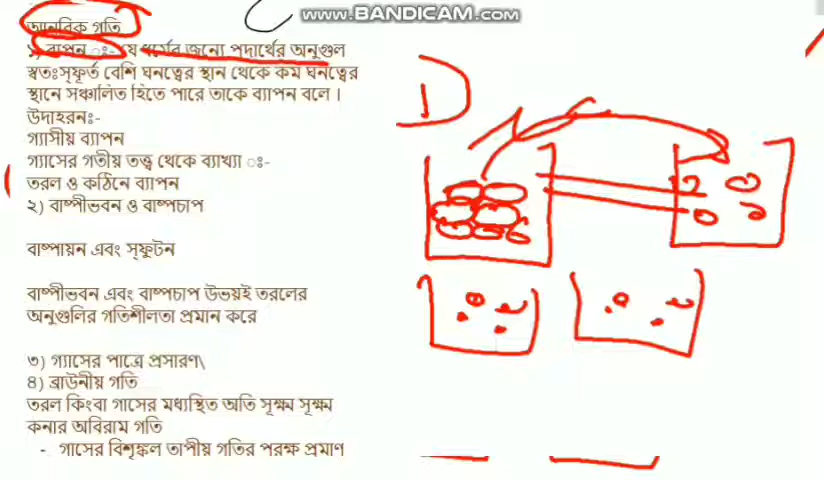 www.BANDICAM.com
আনবিক গতি
১) ব্যাপন ঃ- যে ধর্মের জন্যে পদার্থের অনুগুল
স্বতঃস্ফূর্ত বেশি ঘনত্বের স্থান থেকে কম ঘনত্বের
স্থানে সঞ্চালিত হিতে পারে তাকে ব্যাপন বলে ।
উদাহরনঃ-
গ্যাসীয় ব্যাপন
গ্যাসের গতীয় তত্ত্ব থেকে ব্যাখ্যা ঃ-
তরল ও কঠিনে ব্যাপন
২) বাষ্পীভবন ও বাষ্পচাপ
বাষ্পায়ন এবং স্ফুটন
বাষ্পীভবন এবং বাষ্পচাপ উভয়ই তরলের
অনুগুলির গতিশীলতা প্রমান করে
৩) গ্যাসের পাত্রে প্রসারণ\
৪) ব্রাউনীয় গতি
তরল কিংবা গাসের মধ্যস্থিত অতি সূক্ষ্ম সূক্ষ্ম
কনার অবিরাম গতি
- গাসের বিশৃঙ্কল তাপীয় গতির পরক্ষ প্রমাণ
D